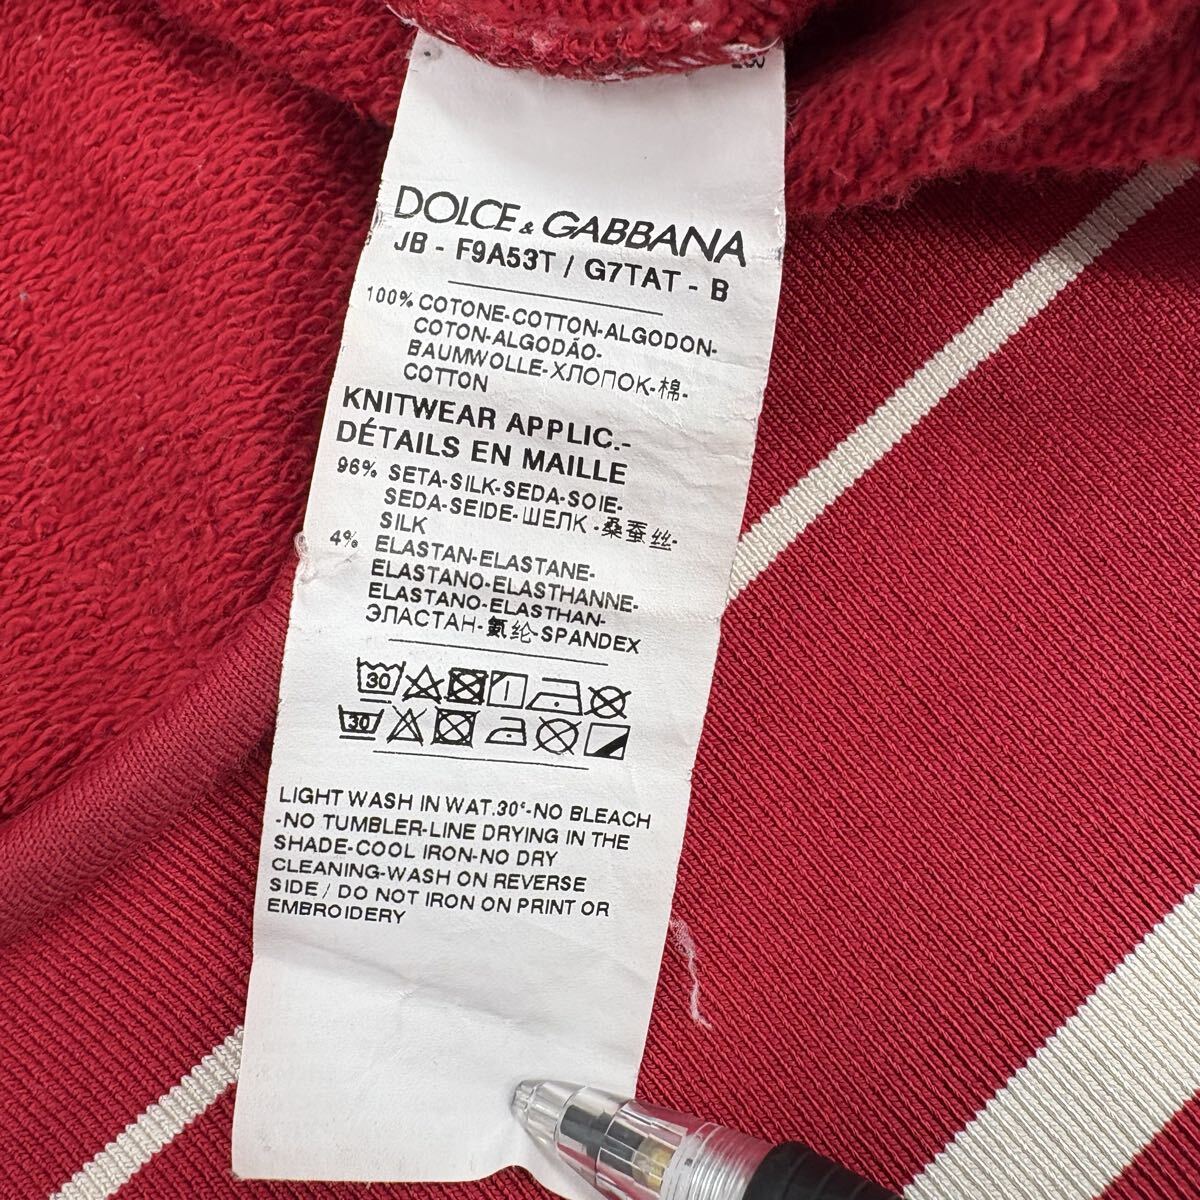 DOLCE & GABBANA
JB - F9A53T / G7TAT - B
100% COTONE-COTTON-ALGODON-
COTON-ALGODÃO-
BAUMWOLLE-ХЛОПОК-棉-
COTTON
KNITWEAR APPLIC.-
DÉTAILS EN MAILLE
96% SETA-SILK-SEDA-SOIE-
SEDA-SEIDE-ШЕЛК-桑蚕丝-
SILK
4% ELASTAN-ELASTANE-
ELASTANO-ELASTHANNE-
ELASTANO-ELASTHAN-
ЭЛАСТАН-氨纶-SPANDEX
30
30
LIGHT WASH IN WAT.30°-NO BLEACH
-NO TUMBLER-LINE DRYING IN THE
SHADE-COOL IRON-NO DRY
CLEANING-WASH ON REVERSE
SIDE / DO NOT IRON ON PRINT OR
EMBROIDERY